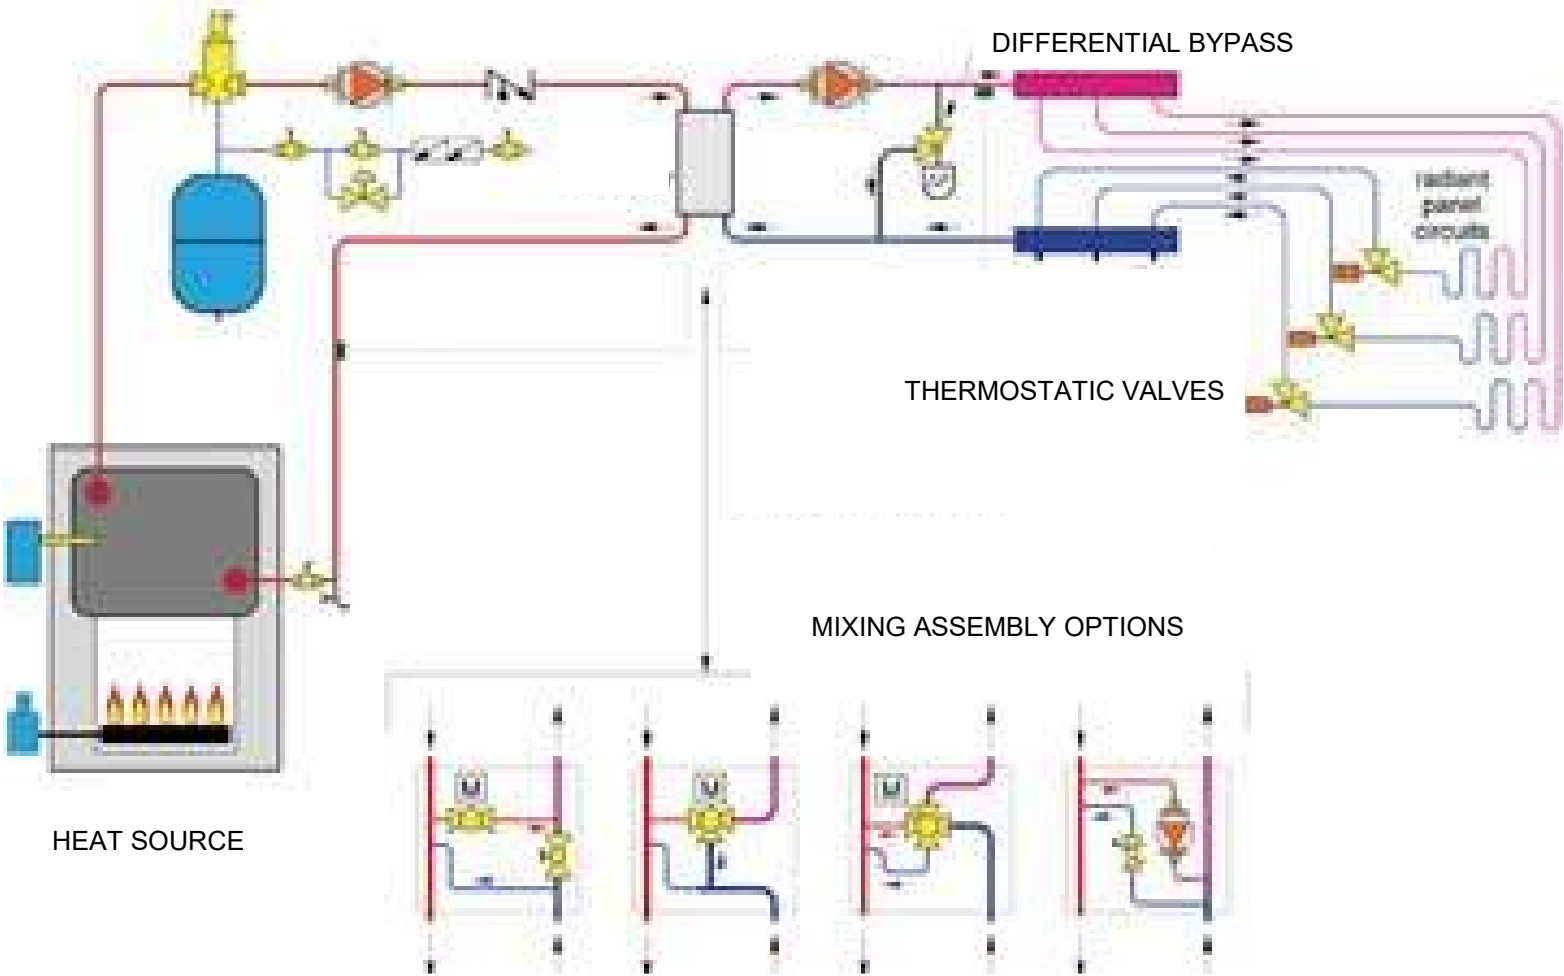 DIFFERENTIAL BYPASS
radiant
panel
circuits
THERMOSTATIC VALVES
MIXING ASSEMBLY OPTIONS
M
M
M
HEAT SOURCE